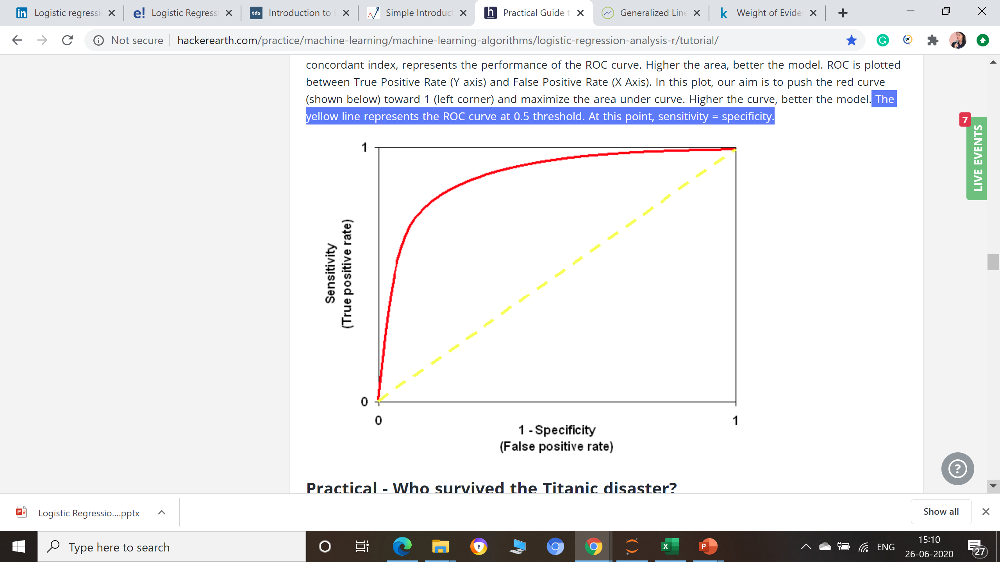 Logistic regressi
Logistic Regress
tds
Introduction to L
Simple Introduc
Practical Guide t
Generalized Line
Weight of Evide
Not secure
hackerearth.com/practice/machine-learning/machine-learning-algorithms/logistic-regression-analysis-r/tutorial/
concordant index, represents the performance of the ROC curve. Higher the area, better the model. ROC is plotted
between True Positive Rate (Y axis) and False Positive Rate (X Axis). In this plot, our aim is to push the red curve
(shown below) toward 1 (left corner) and maximize the area under curve. Higher the curve, better the model. The
yellow line represents the ROC curve at 0.5 threshold. At this point, sensitivity = specificity.
7
LIVE EVENTS
1
Sensitivity
(True positive rate)
0
0
1
1 - Specificity
(False positive rate)
?
Practical - Who survived the Titanic disaster?
Logistic Regressio....pptx
Show all
Type here to search
ENG
15:10
26-06-2020
27